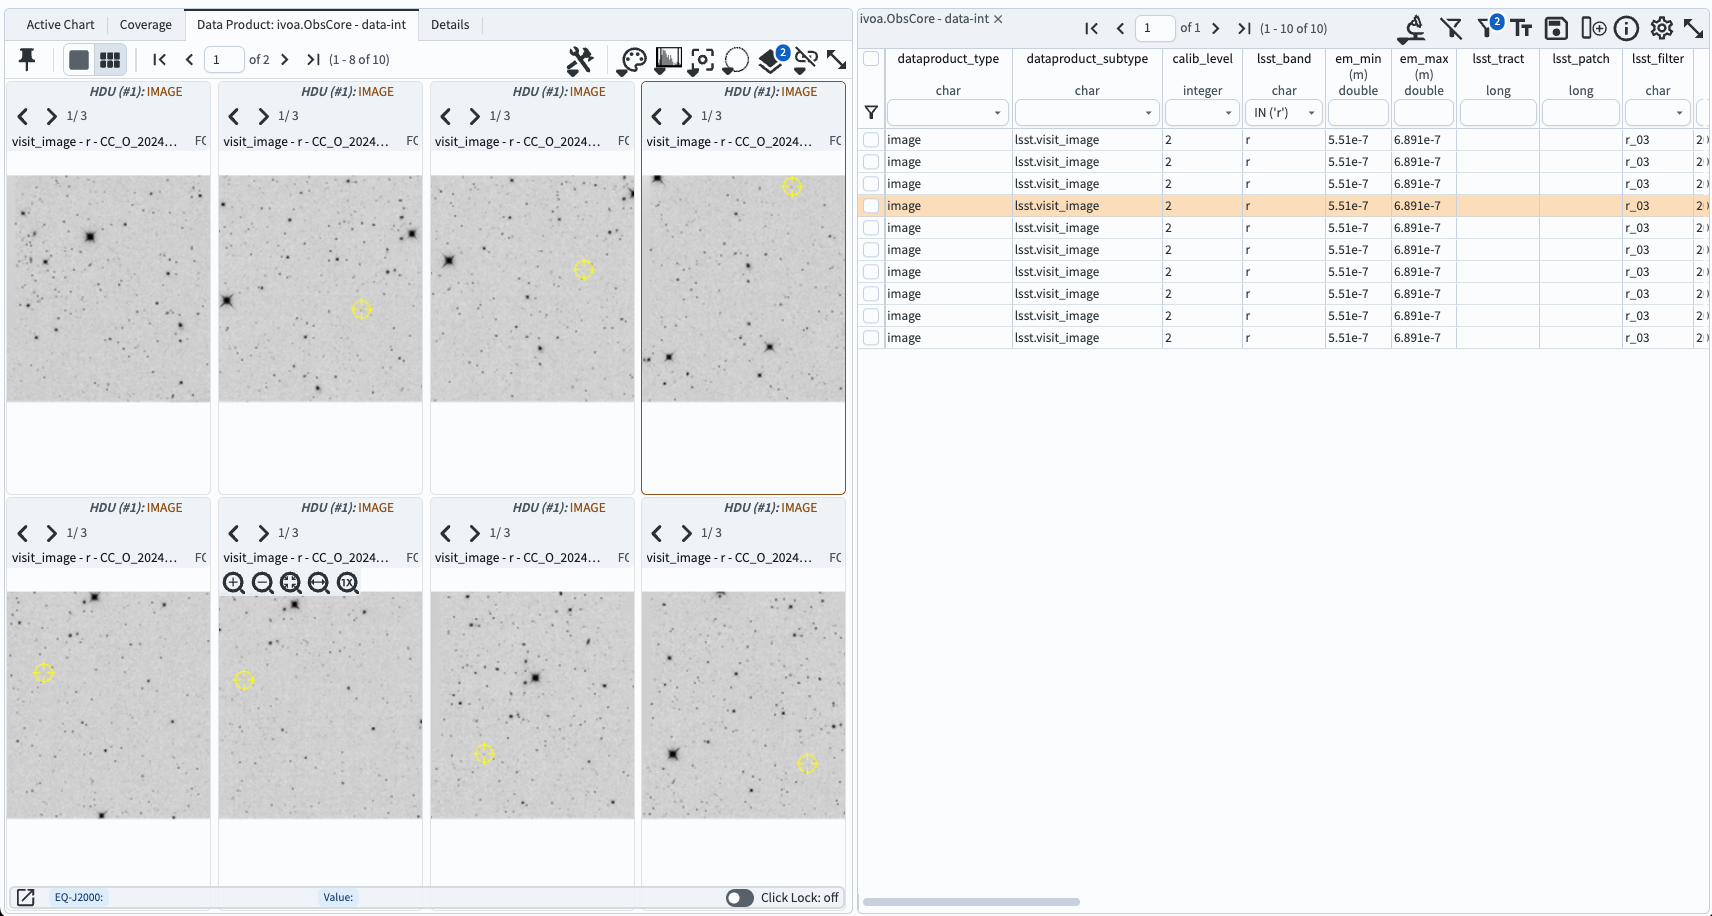 Active Chart Coverage Data Product: ivoa.ObsCore - data-int Details
1 of 2 (1 - 8 of 10) 2
HDU (#1): IMAGE HDU (#1): IMAGE HDU (#1): IMAGE HDU (#1): IMAGE
1/ 3 1/ 3 1/ 3 1/ 3
visit_image - r - CC_O_2024... FC visit_image - r - CC_O_2024... FC visit_image - r - CC_O_2024... FC visit_image - r - CC_O_2024... FC
HDU (#1): IMAGE HDU (#1): IMAGE HDU (#1): IMAGE HDU (#1): IMAGE
1/ 3 1/ 3 1/ 3 1/ 3
visit_image - r - CC_O_2024... FC visit_image - r - CC_O_2024... FC visit_image - r - CC_O_2024... FC visit_image - r - CC_O_2024... FC
1X
EQ-J2000: Value: Click Lock: off
ivoa.ObsCore - data-int ×
1 of 1 (1 - 10 of 10) 2
dataproduct_type dataproduct_subtype calib_level lsst_band em_min em_max lsst_tract lsst_patch lsst_filter
(m) (m)
char char integer char double double long long char
IN ('r')
image lsst.visit_image 2 r 5.51e-7 6.891e-7 r_03 2
image lsst.visit_image 2 r 5.51e-7 6.891e-7 r_03 2
image lsst.visit_image 2 r 5.51e-7 6.891e-7 r_03 2
image lsst.visit_image 2 r 5.51e-7 6.891e-7 r_03 2
image lsst.visit_image 2 r 5.51e-7 6.891e-7 r_03 2
image lsst.visit_image 2 r 5.51e-7 6.891e-7 r_03 2
image lsst.visit_image 2 r 5.51e-7 6.891e-7 r_03 2
image lsst.visit_image 2 r 5.51e-7 6.891e-7 r_03 2
image lsst.visit_image 2 r 5.51e-7 6.891e-7 r_03 2
image lsst.visit_image 2 r 5.51e-7 6.891e-7 r_03 2